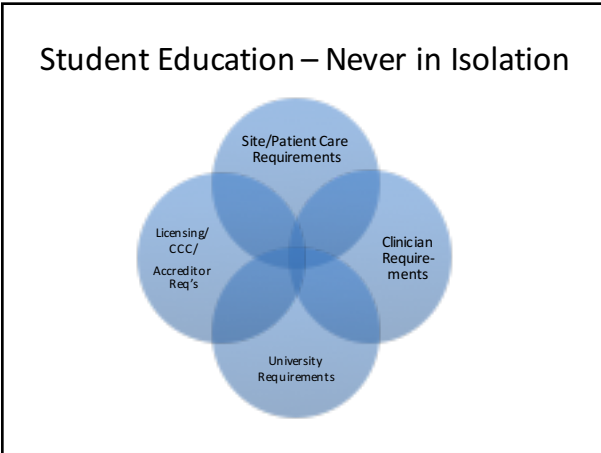 Student Education – Never in Isolation
Site/Patient Care
Requirements
Licensing/
CCC/
Accreditor
Req's
Clinician
Require-
ments
University
Requirements